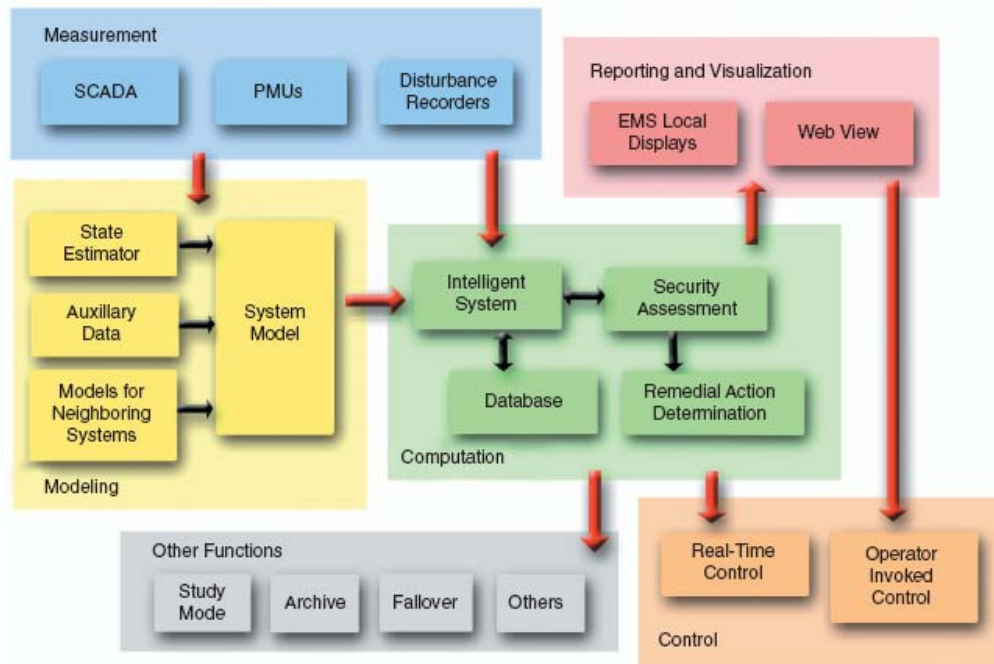 Measurement
SCADA
PMUs
Disturbance
Recorders
Reporting and Visualization
EMS Local
Displays
Web View
State
Estimator
Auxillary
Data
Models for
Neighboring
Systems
System
Model
Modeling
Intelligent
System
Security
Assessment
Database
Remedial Action
Determination
Computation
Other Functions
Study
Mode
Archive
Fallover
Others
Real-Time
Control
Operator
Invoked
Control
Control